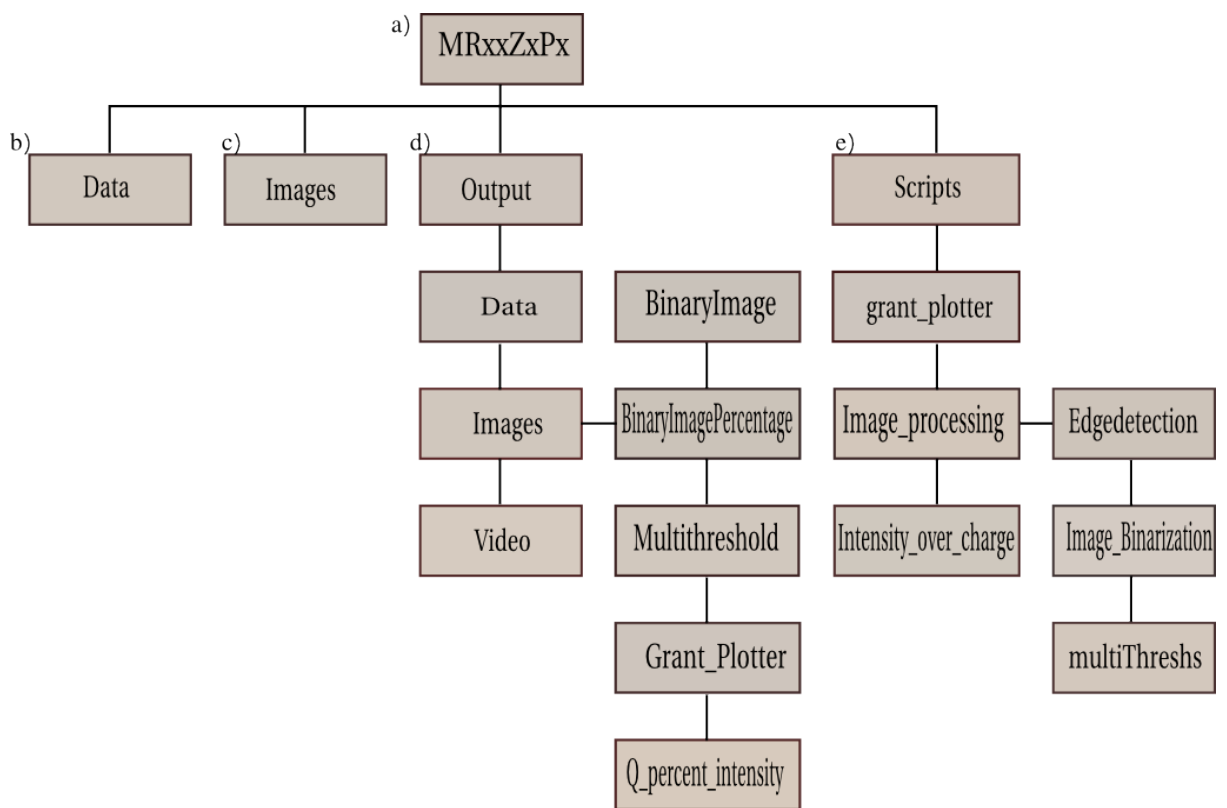 a)
MRxxZxPx
b)
Data
c)
Images
d)
Output
e)
Scripts
Data
BinaryImage
grant_plotter
Images
BinaryImagePercentage
Image_processing
Edgedetection
Video
Multithreshold
Intensity_over_charge
Image_Binarization
Grant_Plotter
multiThreshs
Q_percent_intensity